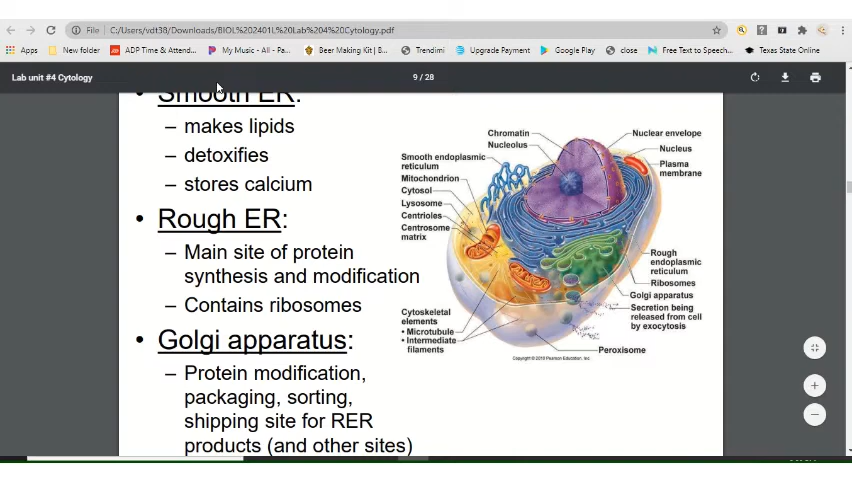 File | C:/Users/vdt38/Downloads/BIOL%202401L%20Lab%204%20Cytology.pdf
Apps New folder ADP Time & Attend... My Music - All - Pa... Beer Making Kit | B... Trendimi Upgrade Payment Google Play close Free Text to Speech... Texas State Online
Lab unit #4 Cytology 9 / 28
• Smooth ER:
– makes lipids
– detoxifies
– stores calcium
• Rough ER:
– Main site of protein
synthesis and modification
– Contains ribosomes
• Golgi apparatus:
– Protein modification,
packaging, sorting,
shipping site for RER
products (and other sites)
Chromatin
Nucleolus
Smooth endoplasmic
reticulum
Mitochondrion
Cytosol
Lysosome
Centrioles
Centrosome
matrix
Cytoskeletal
elements
• Microtubule
• Intermediate
filaments
Nuclear envelope
Nucleus
Plasma
membrane
Rough
endoplasmic
reticulum
Ribosomes
Golgi apparatus
Secretion being
released from cell
by exocytosis
Peroxisome
Copyright © 2010 Pearson Education, Inc.